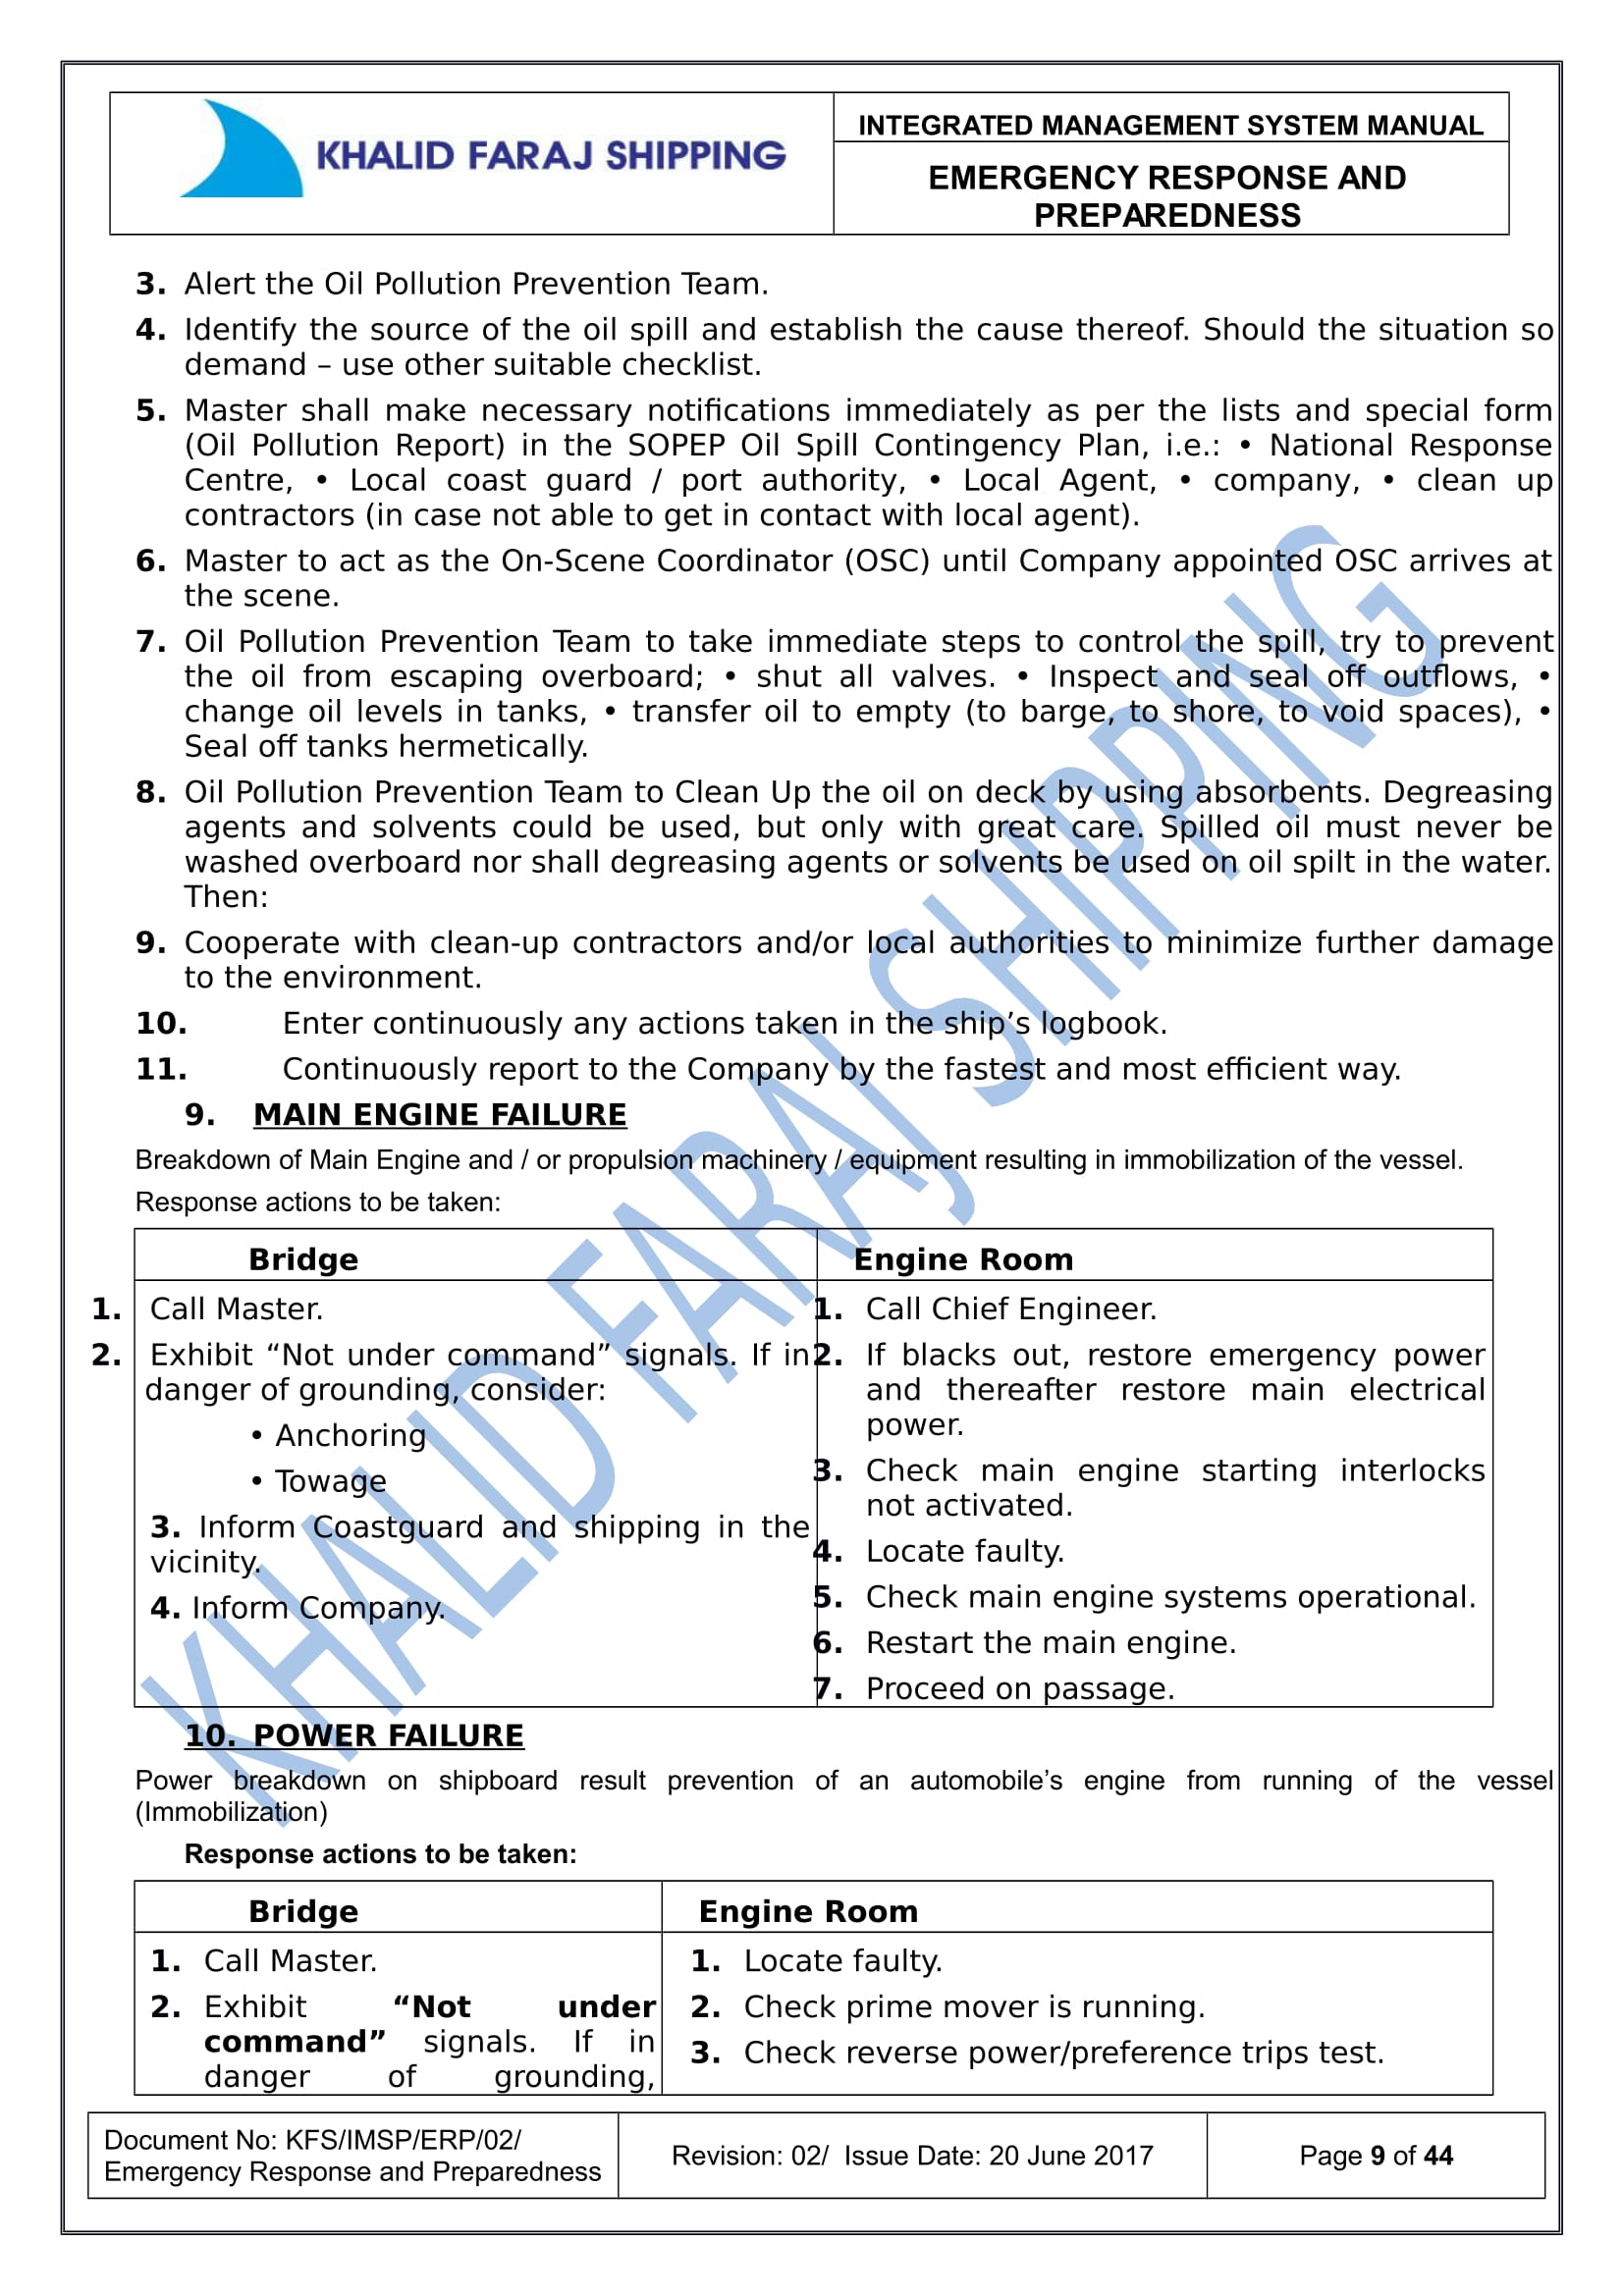 KHALID FARAJ SHIPPING
INTEGRATED MANAGEMENT SYSTEM MANUAL
EMERGENCY RESPONSE AND
PREPAREDNESS
3. Alert the Oil Pollution Prevention Team.
4. Identify the source of the oil spill and establish the cause thereof. Should the situation so
demand – use other suitable checklist.
5. Master shall make necessary notifications immediately as per the lists and special form
(Oil Pollution Report) in the SOPEP Oil Spill Contingency Plan, i.e.: • National Response
Centre, • Local coast guard / port authority, • Local Agent, • company, • clean up
contractors (in case not able to get in contact with local agent).
6. Master to act as the On-Scene Coordinator (OSC) until Company appointed OSC arrives at
the scene.
7. Oil Pollution Prevention Team to take immediate steps to control the spill, try to prevent
the oil from escaping overboard; • shut all valves. • Inspect and seal off outflows, •
change oil levels in tanks, • transfer oil to empty (to barge, to shore, to void spaces), •
Seal off tanks hermetically.
8. Oil Pollution Prevention Team to Clean Up the oil on deck by using absorbents. Degreasing
agents and solvents could be used, but only with great care. Spilled oil must never be
washed overboard nor shall degreasing agents or solvents be used on oil spilt in the water.
Then:
9. Cooperate with clean-up contractors and/or local authorities to minimize further damage
to the environment.
10. Enter continuously any actions taken in the ship’s logbook.
11. Continuously report to the Company by the fastest and most efficient way.
9. MAIN ENGINE FAILURE
Breakdown of Main Engine and / or propulsion machinery / equipment resulting in immobilization of the vessel.
Response actions to be taken:
Bridge
1. Call Master.
2. Exhibit “Not under command” signals. If in
danger of grounding, consider:
• Anchoring
• Towage
3. Inform Coastguard and shipping in the
vicinity.
4. Inform Company.
Engine Room
1. Call Chief Engineer.
2. If blacks out, restore emergency power
and thereafter restore main electrical
power.
3. Check main engine starting interlocks
not activated.
4. Locate faulty.
5. Check main engine systems operational.
6. Restart the main engine.
7. Proceed on passage.
10. POWER FAILURE
Power breakdown on shipboard result prevention of an automobile’s engine from running of the vessel
(Immobilization)
Response actions to be taken:
Bridge
1. Call Master.
2. Exhibit “Not under
command” signals. If in
danger of grounding,
Engine Room
1. Locate faulty.
2. Check prime mover is running.
3. Check reverse power/preference trips test.
KHALID FARAJ SHIPPING
Document No: KFS/IMSP/ERP/02/
Emergency Response and Preparedness
Revision: 02/ Issue Date: 20 June 2017
Page 9 of 44